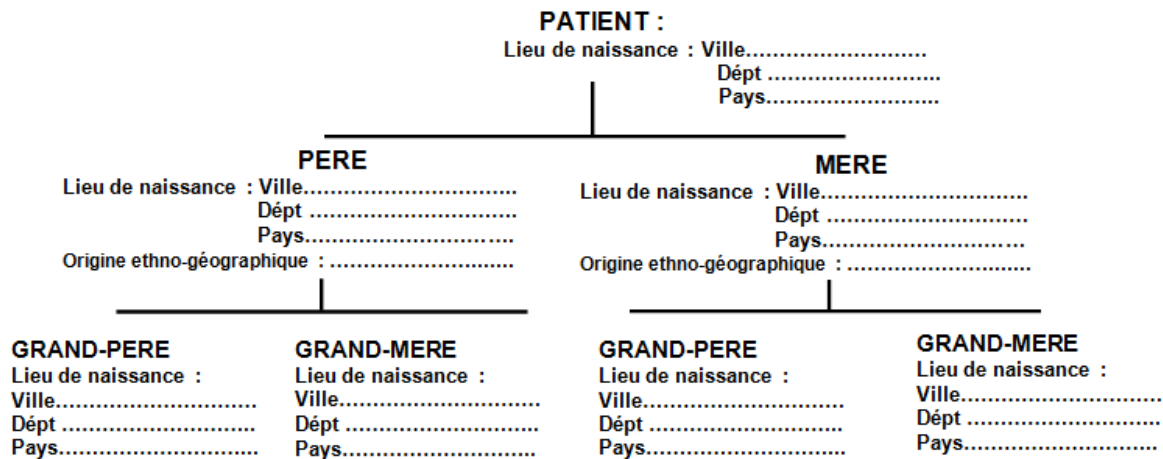 PATIENT :
Lieu de naissance : Ville...........................
Dépt ..........................
Pays..........................
PERE
Lieu de naissance : Ville................................
Dépt ...............................
Pays...............................
Origine ethno-géographique : ...........................
MERE
Lieu de naissance : Ville...............................
Dépt ..............................
Pays.................................
Origine ethno-géographique : ...........................
GRAND-PERE
Lieu de naissance :
Ville..............................
Dépt .............................
Pays..............................
GRAND-MERE
Lieu de naissance :
Ville..............................
Dépt .............................
Pays..............................
GRAND-PERE
Lieu de naissance :
Ville..............................
Dépt .............................
Pays..............................
GRAND-MERE
Lieu de naissance :
Ville..............................
Dépt .............................
Pays..............................